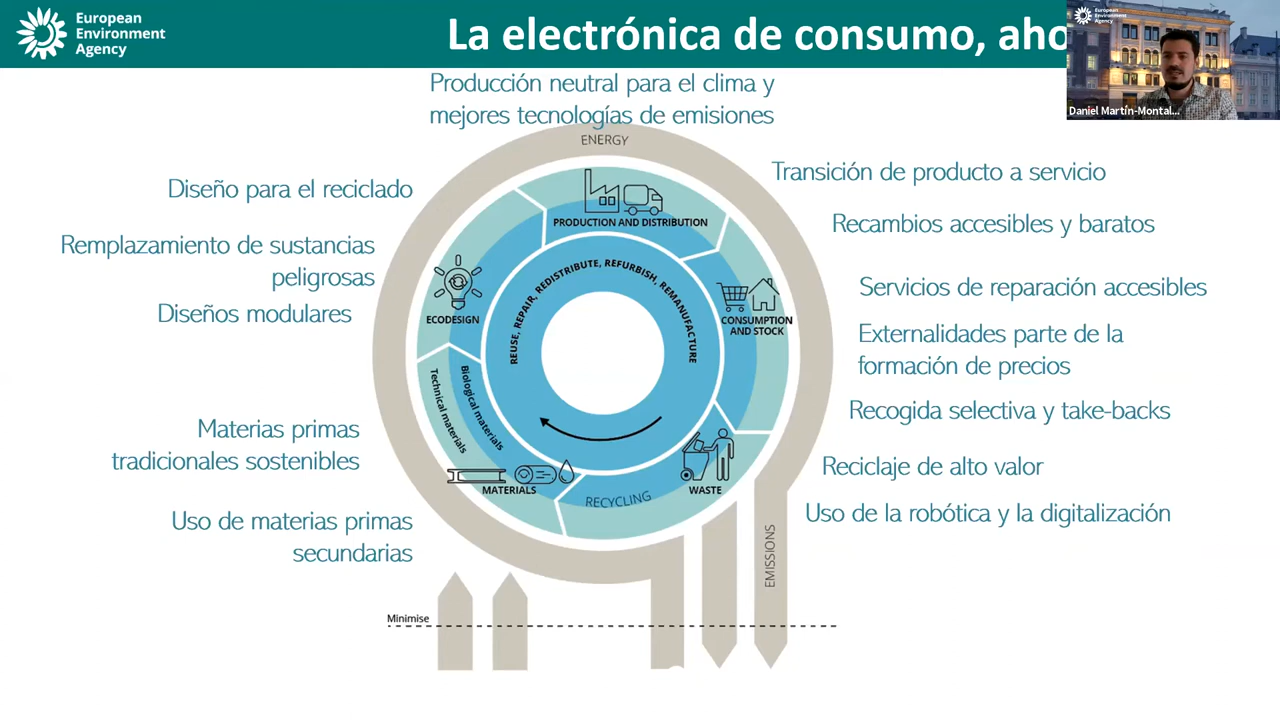 European
Environment
Agency
La electrónica de consumo, aho
European
Environment
Agency
Daniel Martín-Montal...
Producción neutral para el clima y
mejores tecnologías de emisiones
ENERGY
Diseño para el reciclado
Transición de producto a servicio
PRODUCTION AND DISTRIBUTION
Recambios accesibles y baratos
Remplazamiento de sustancias
peligrosas
REUSE, REPAIR, REDISTRIBUTE, REFURBISH, REMANUFACTURE
Servicios de reparación accesibles
Diseños modulares
ECODESIGN
CONSUMPTION
AND STOCK
Externalidades parte de la
formación de precios
Technical materials
Biological materials
Recogida selectiva y take-backs
Materias primas
tradicionales sostenibles
Reciclaje de alto valor
MATERIALS
RECYCLING
WASTE
Uso de la robótica y la digitalización
Uso de materias primas
secundarias
EMISSIONS
Minimise